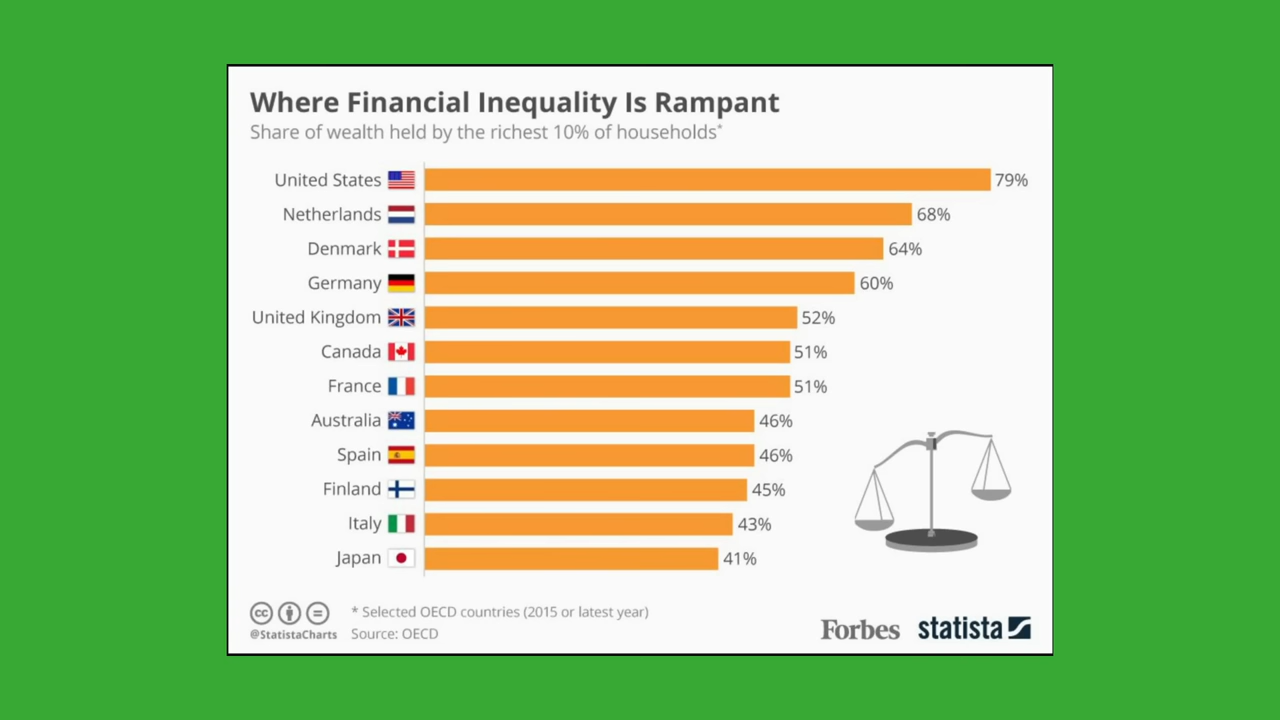 Where Financial Inequality Is Rampant
Share of wealth held by the richest 10% of households*
United States 79%
Netherlands 68%
Denmark 64%
Germany 60%
United Kingdom 52%
Canada 51%
France 51%
Australia 46%
Spain 46%
Finland 45%
Italy 43%
Japan 41%
cc
@StatistaCharts
* Selected OECD countries (2015 or latest year)
Source: OECD
Forbes statista